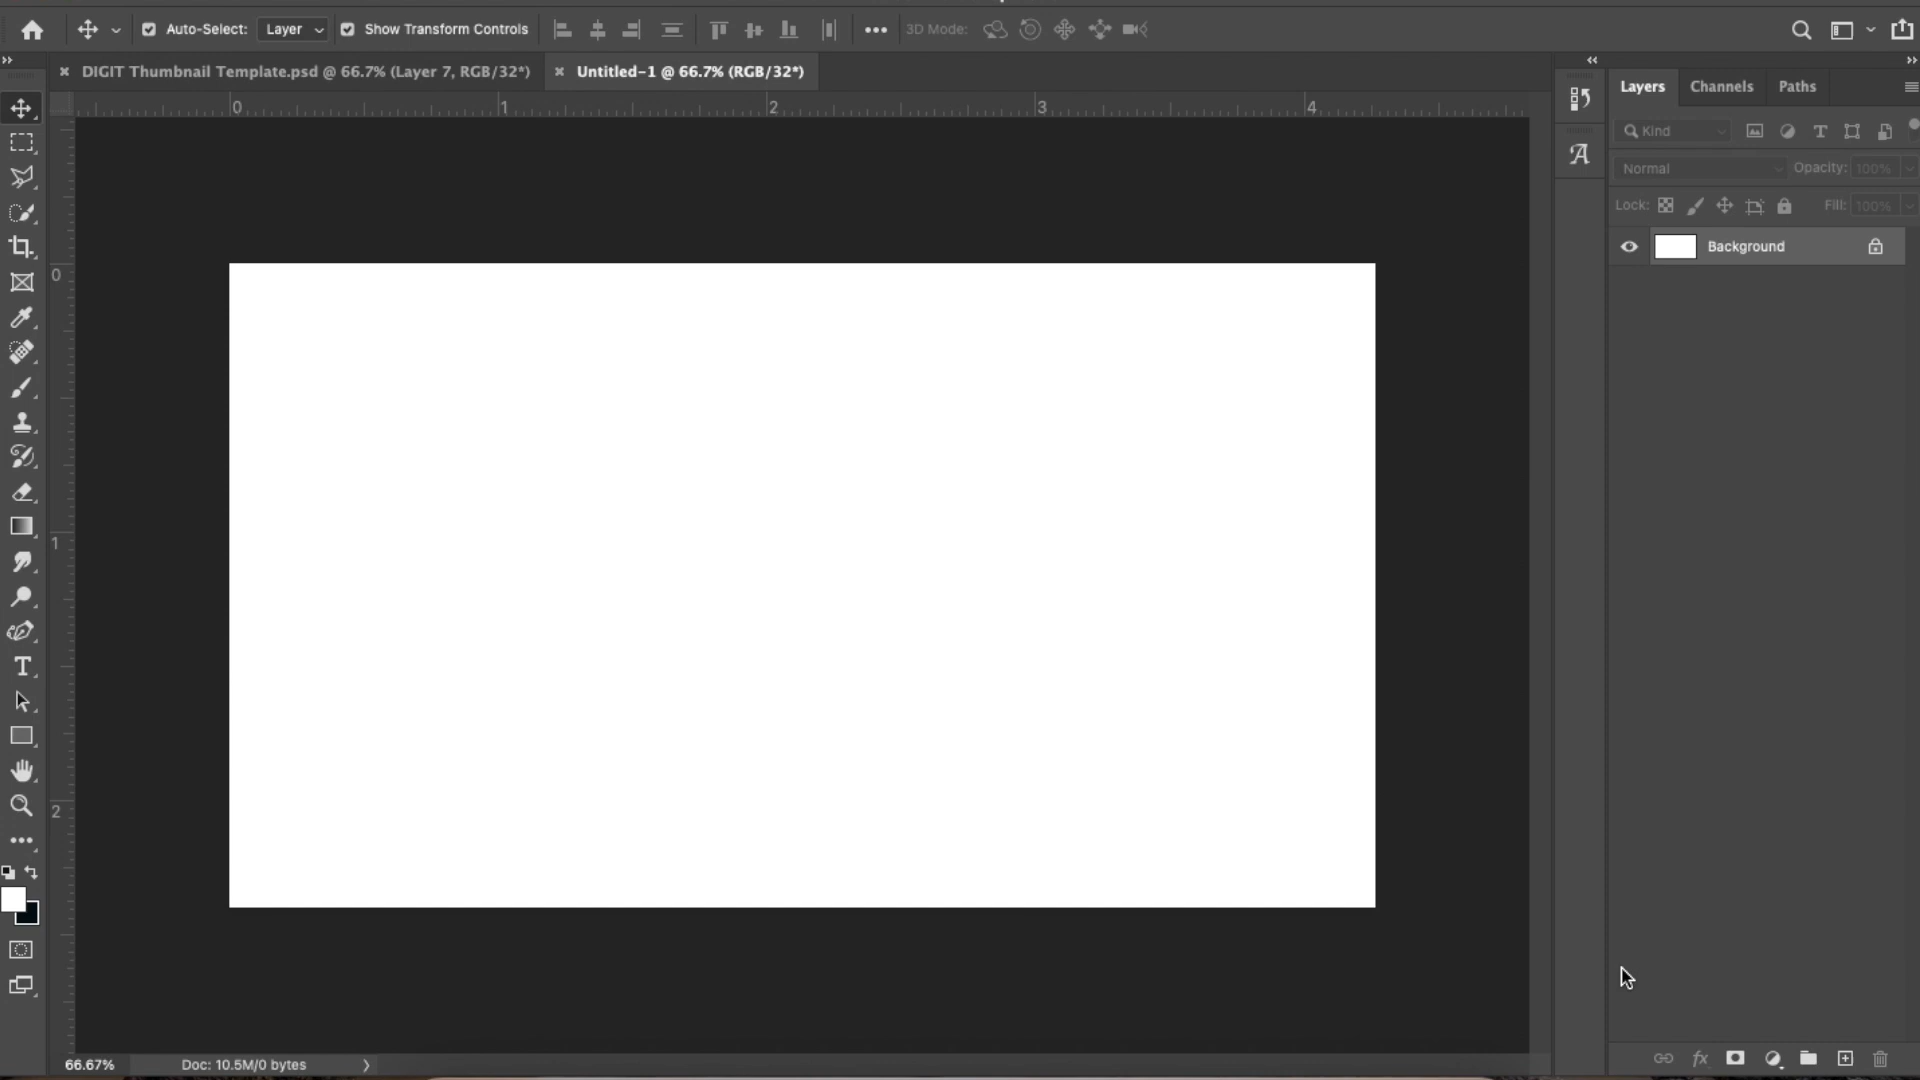 Auto-Select: Layer Show Transform Controls 3D Mode:
DIGIT Thumbnail Template.psd @ 66.7% (Layer 7, RGB/32*) Untitled-1 @ 66.7% (RGB/32*)
Layers Channels Paths
0 1 2 3 4
Kind
Normal Opacity: 100%
Lock: Fill: 100%
Background
0
1
2
66.67% Doc: 10.5M/0 bytes